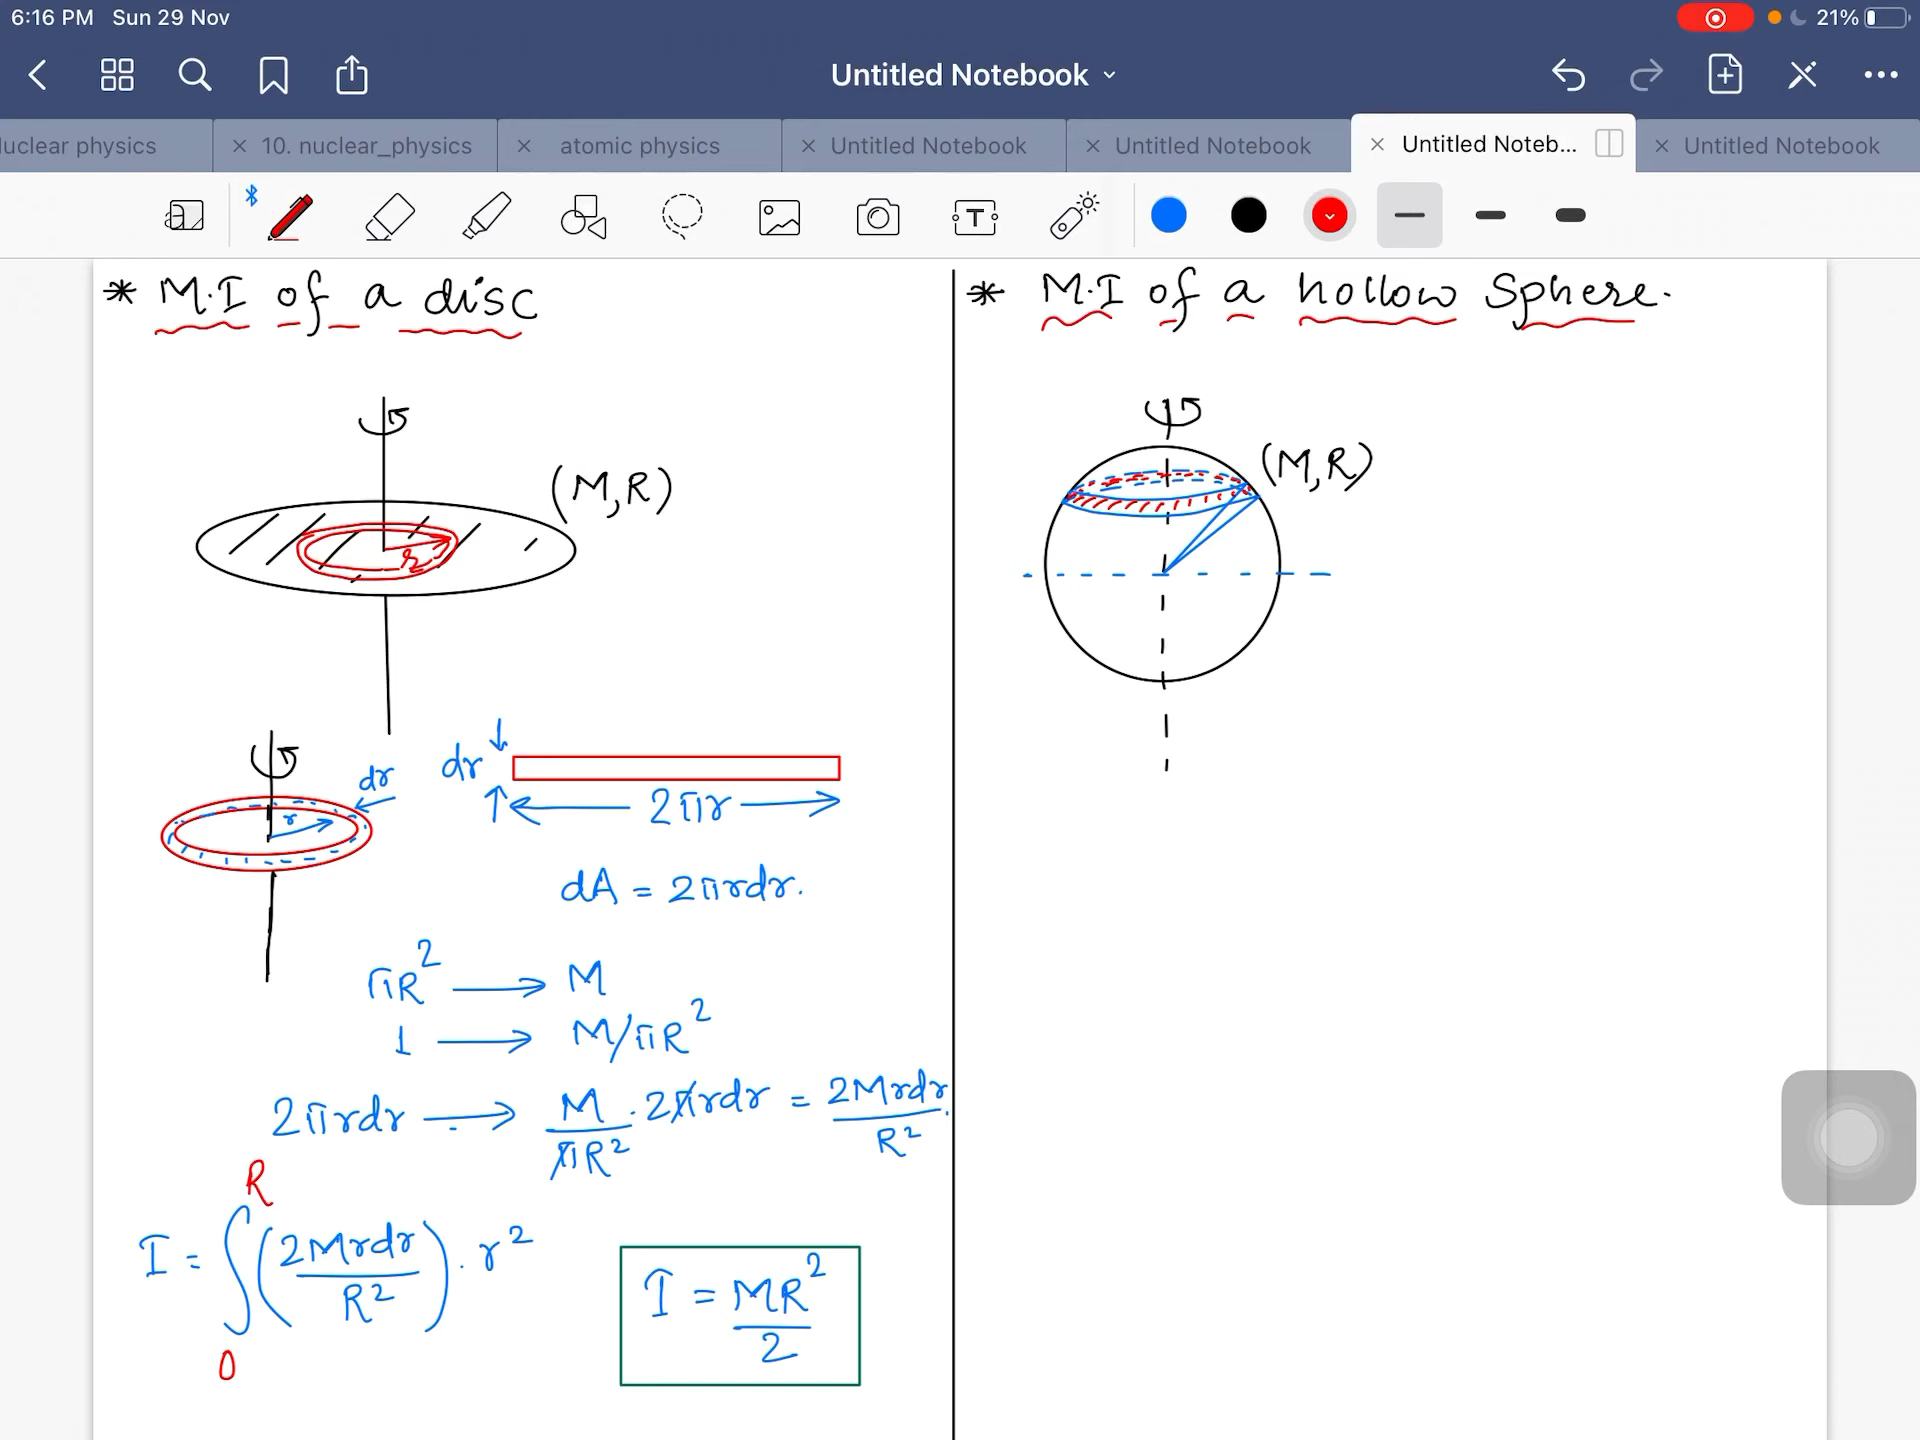 6:16 PM Sun 29 Nov
21%
Untitled Notebook
luclear physics
10. nuclear_physics
atomic physics
Untitled Notebook
Untitled Notebook
Untitled Noteb...
Untitled Notebook
* M.I of a disc
(M,R)
r
dr
r
dr
2πr
dA = 2πrdr.
πR² → M
1 → M/πR²
2πrdr → M/πR² · 2πrdr = 2Mrdr/R².
I = ∫₀ᴿ (2Mrdr/R²) · r²
I = MR²/2
* M.I of a hollow Sphere.
(M,R)